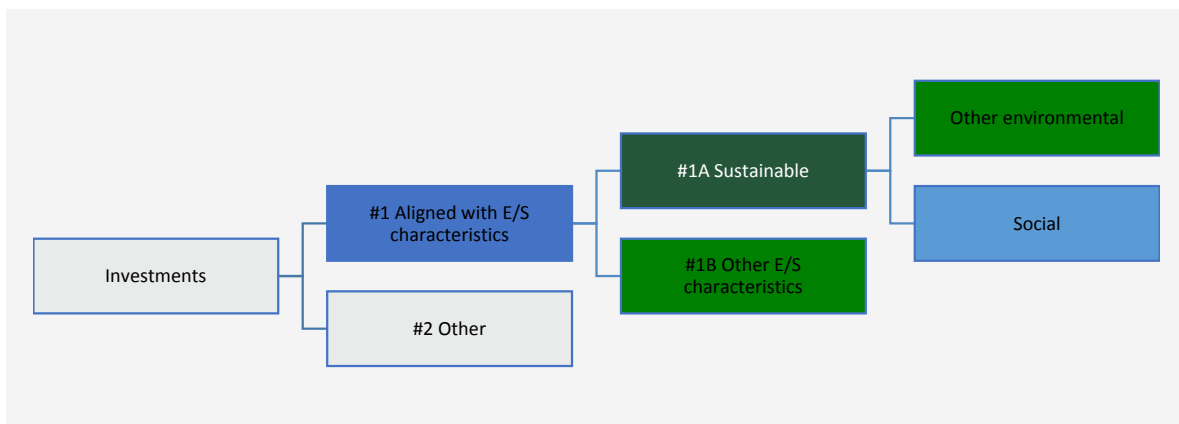 Investments
#1 Aligned with E/S
characteristics
#2 Other
#1A Sustainable
#1B Other E/S
characteristics
Other environmental
Social